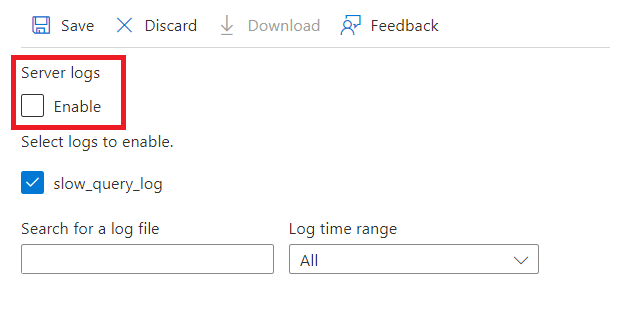 Save Discard Download Feedback
Server logs
Enable
Select logs to enable.
slow_query_log
Search for a log file Log time range
All